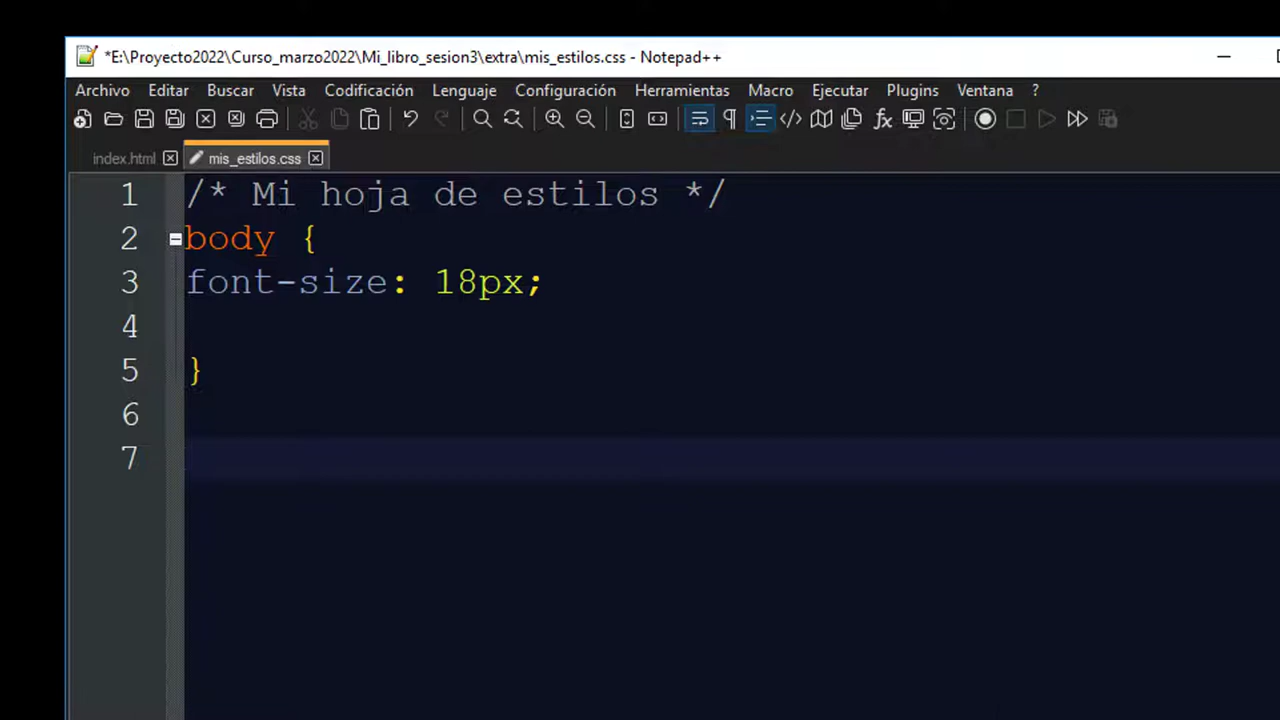 *E:\Proyecto2022\Curso_marzo2022\Mi_libro_sesion3\extra\mis_estilos.css - Notepad++
Archivo Editar Buscar Vista Codificación Lenguaje Configuración Herramientas Macro Ejecutar Plugins Ventana ?
index.html mis_estilos.css
1 /* Mi hoja de estilos */
2 body {
3 font-size: 18px;
4
5 }
6
7